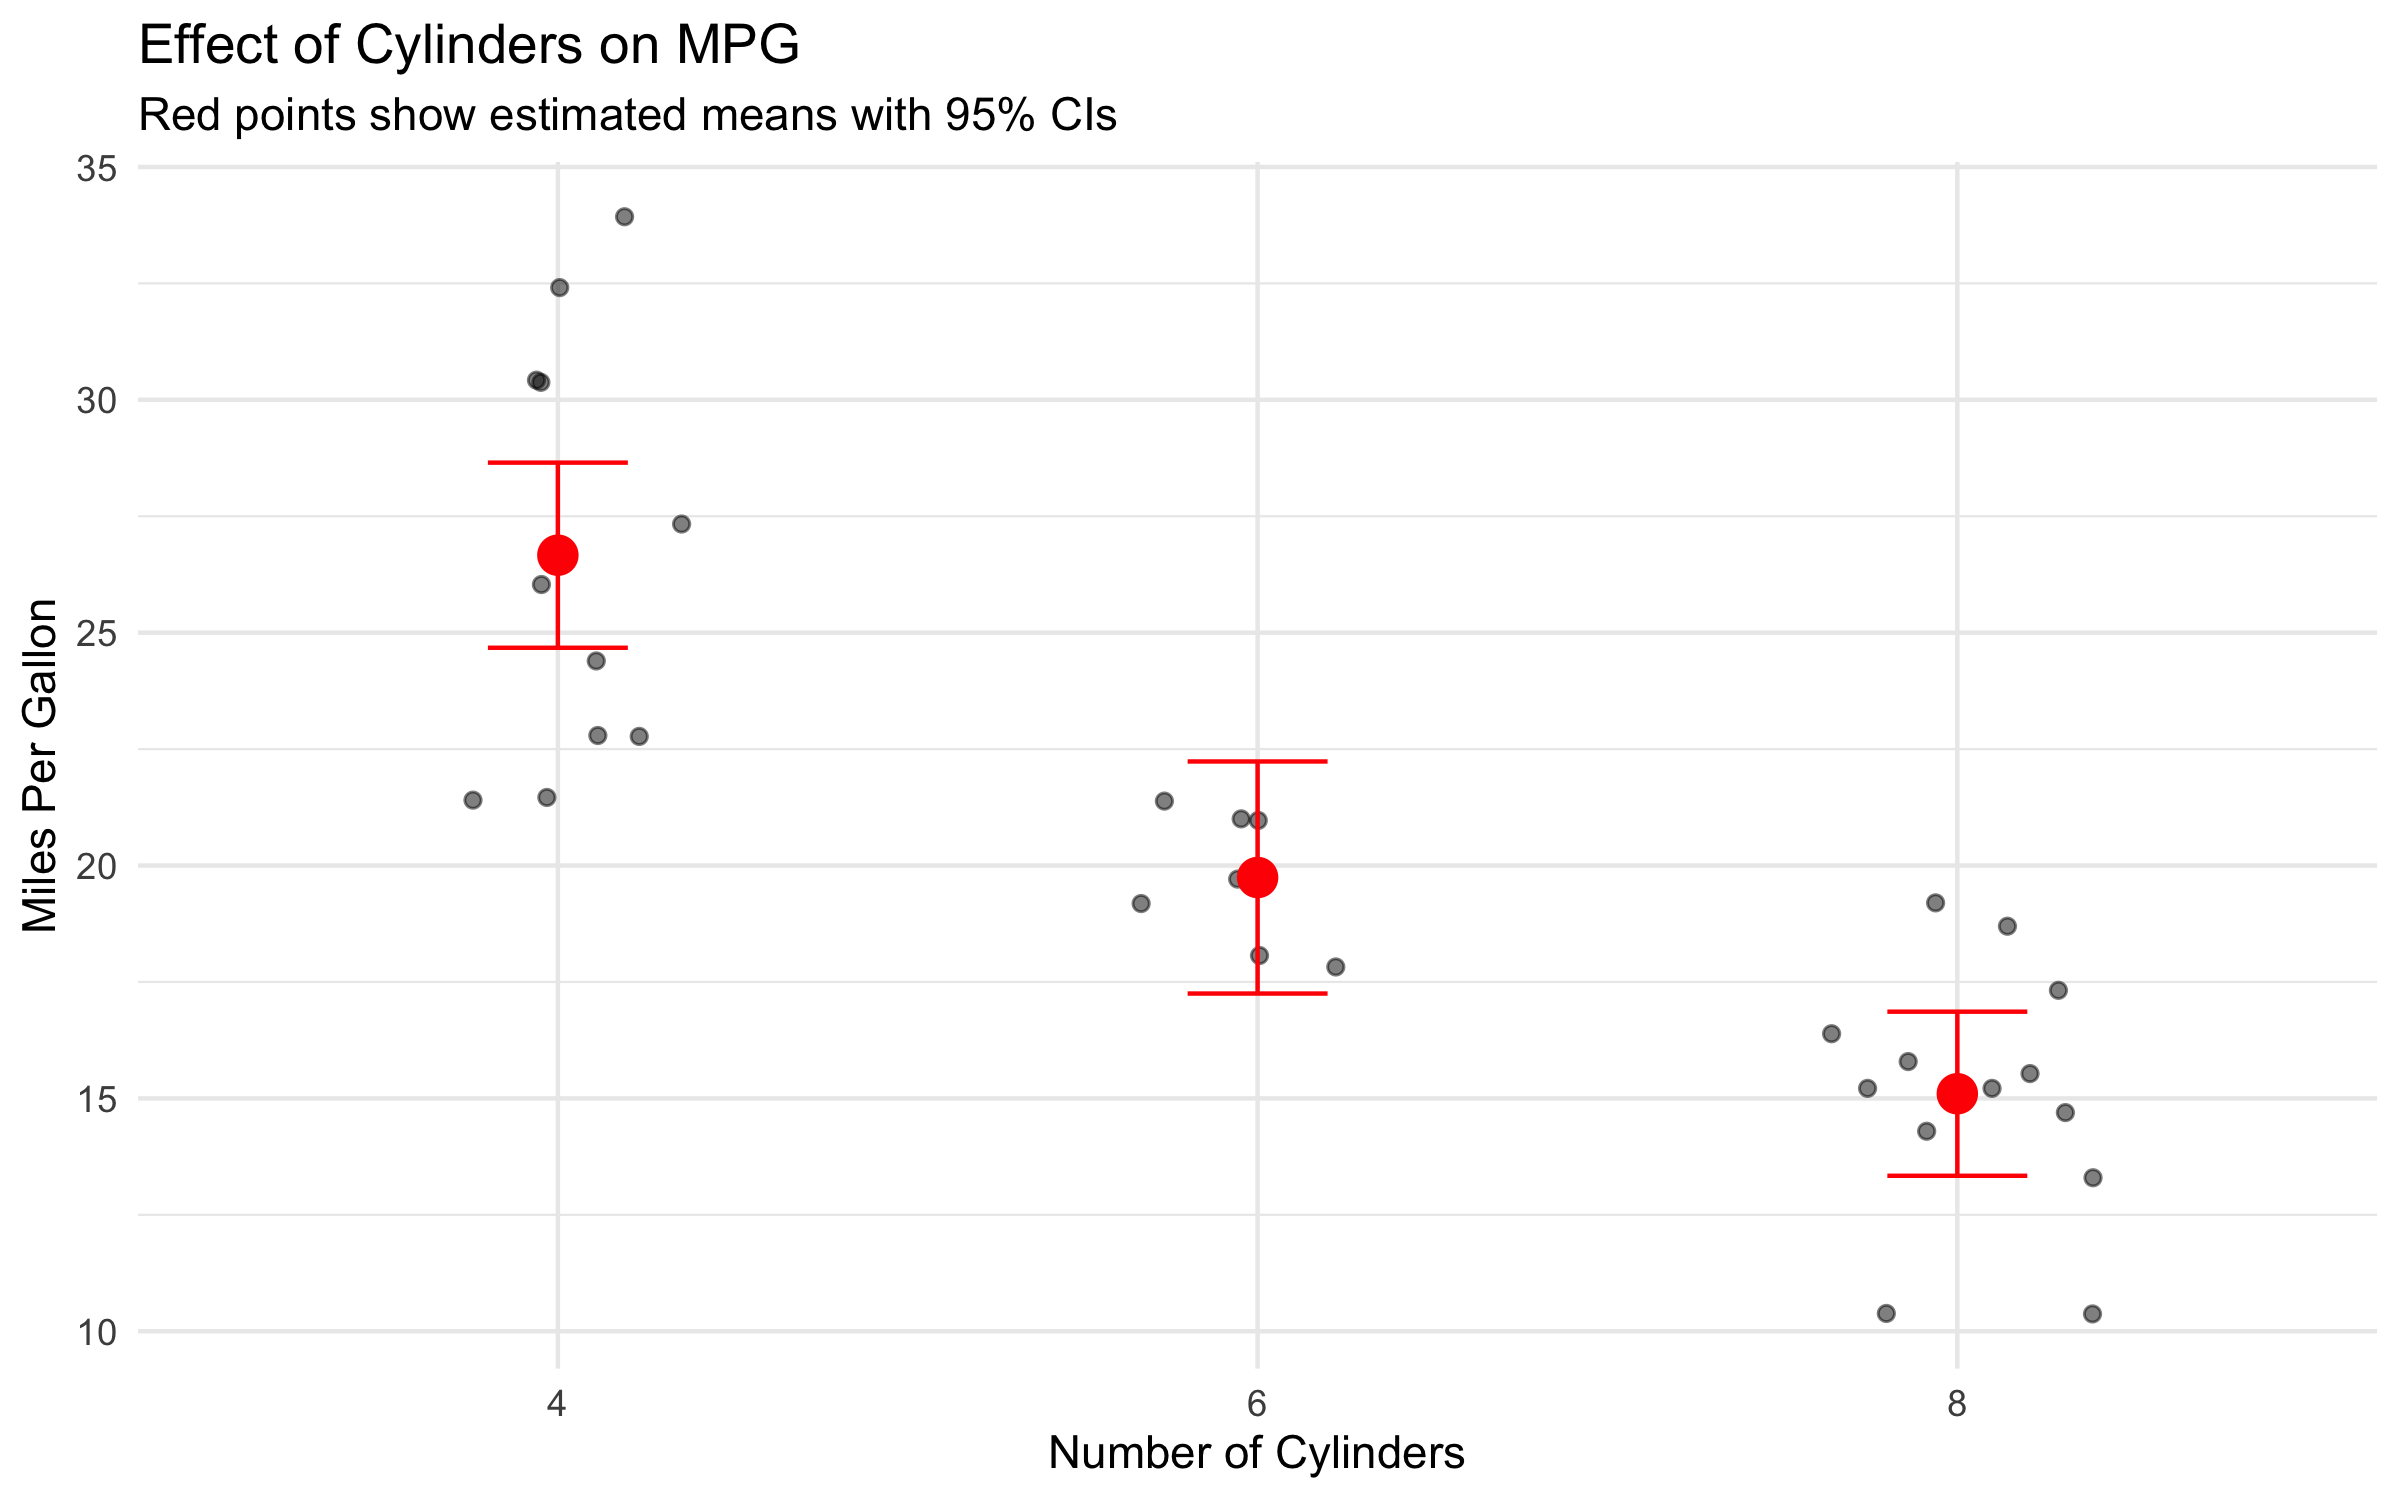 Effect of Cylinders on MPG
Red points show estimated means with 95% CIs
Miles Per Gallon
35
30
25
20
15
10
4
6
8
Number of Cylinders